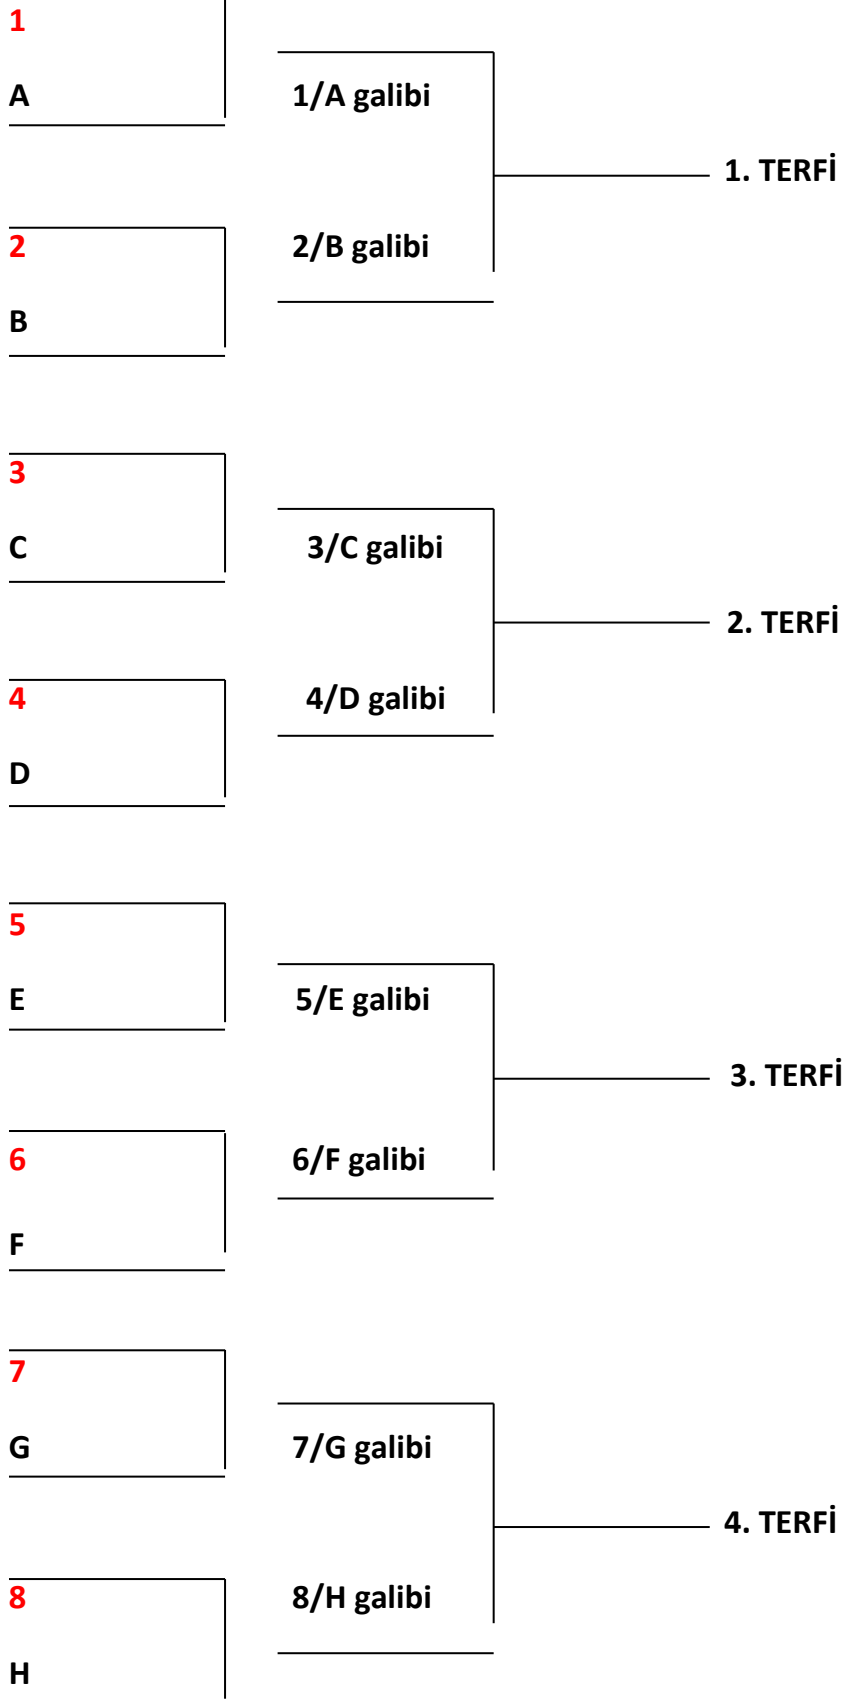 1
A
1/A galibi
1. TERFİ
2
2/B galibi
B
3
C
3/C galibi
2. TERFİ
4
4/D galibi
D
5
E
5/E galibi
3. TERFİ
6
6/F galibi
F
7
G
7/G galibi
4. TERFİ
8
8/H galibi
H